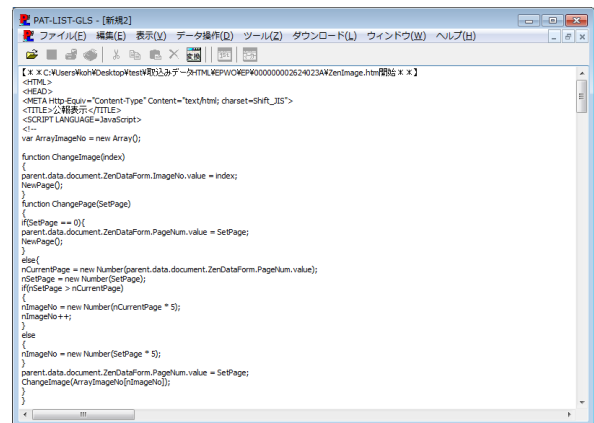 PAT-LIST-GLS - [新規2]
ファイル(F) 編集(E) 表示(V) データ操作(D) ツール(Z) ダウンロード(L) ウィンドウ(W) ヘルプ(H)
変換
【＊＊C:¥Users¥koh¥Desktop¥test¥取込みデータHTML¥EPWO¥EP¥000000002624023A¥ZenImage.htm開始＊＊】
<HTML>
<HEAD>
<META Http-Equiv="Content-Type" Content="text/html; charset=Shift_JIS">
<TITLE>公報表示</TITLE>
<SCRIPT LANGUAGE=JavaScript>
<!--
var ArrayImageNo = new Array();
function ChangeImage(index)
{
parent.data.document.ZenDataForm.ImageNo.value = index;
NewPage();
}
function ChangePage(SetPage)
{
if(SetPage == 0){
parent.data.document.ZenDataForm.PageNum.value = SetPage;
NewPage();
}
else{
nCurrentPage = new Number(parent.data.document.ZenDataForm.PageNum.value);
nSetPage = new Number(SetPage);
if(nSetPage > nCurrentPage)
{
nImageNo = new Number(nCurrentPage * 5);
nImageNo++;
}
else
{
nImageNo = new Number(SetPage * 5);
}
parent.data.document.ZenDataForm.PageNum.value = SetPage;
ChangeImage(ArrayImageNo[nImageNo]);
}
}